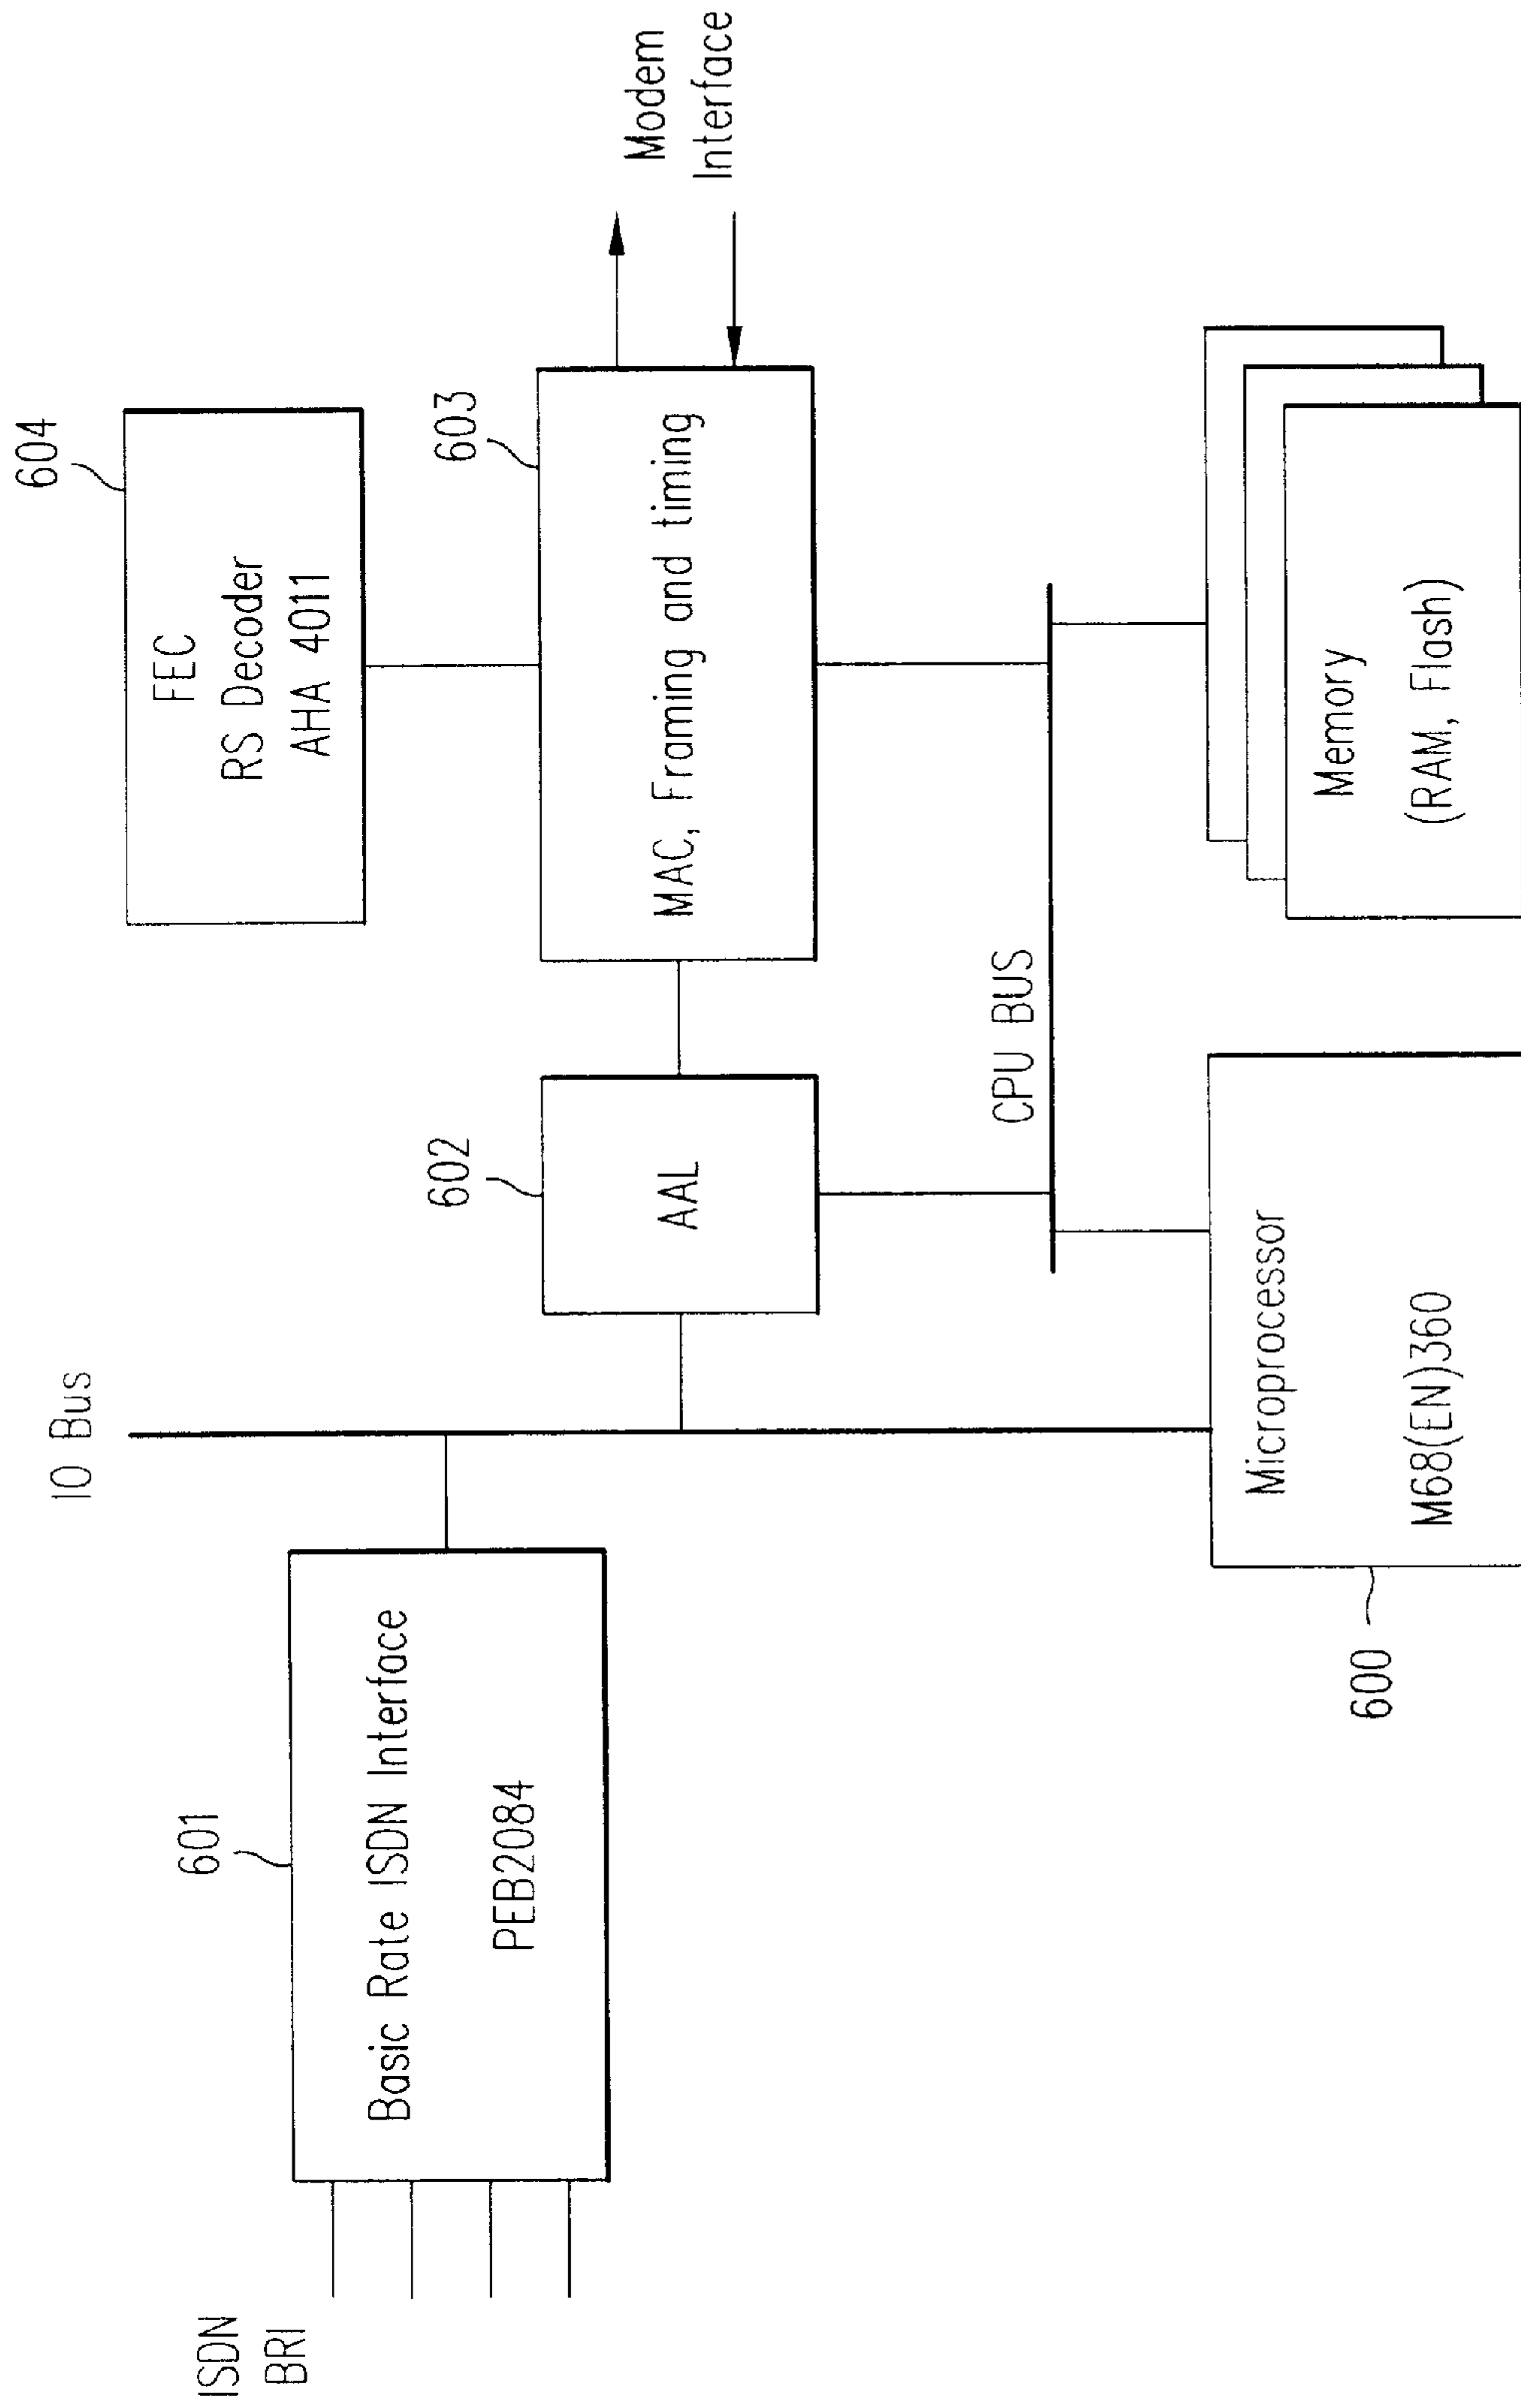 604
FEC
RS Decoder
AHA 4011
603
MAC, Framing and timing
Modem
Interface
IO Bus
602
AAL
CPU BUS
601
Basic Rate ISDN Interface
PEB2084
ISDN
BRI
Microprocessor
M68(EN)360
600
Memory
(RAM, Flash)